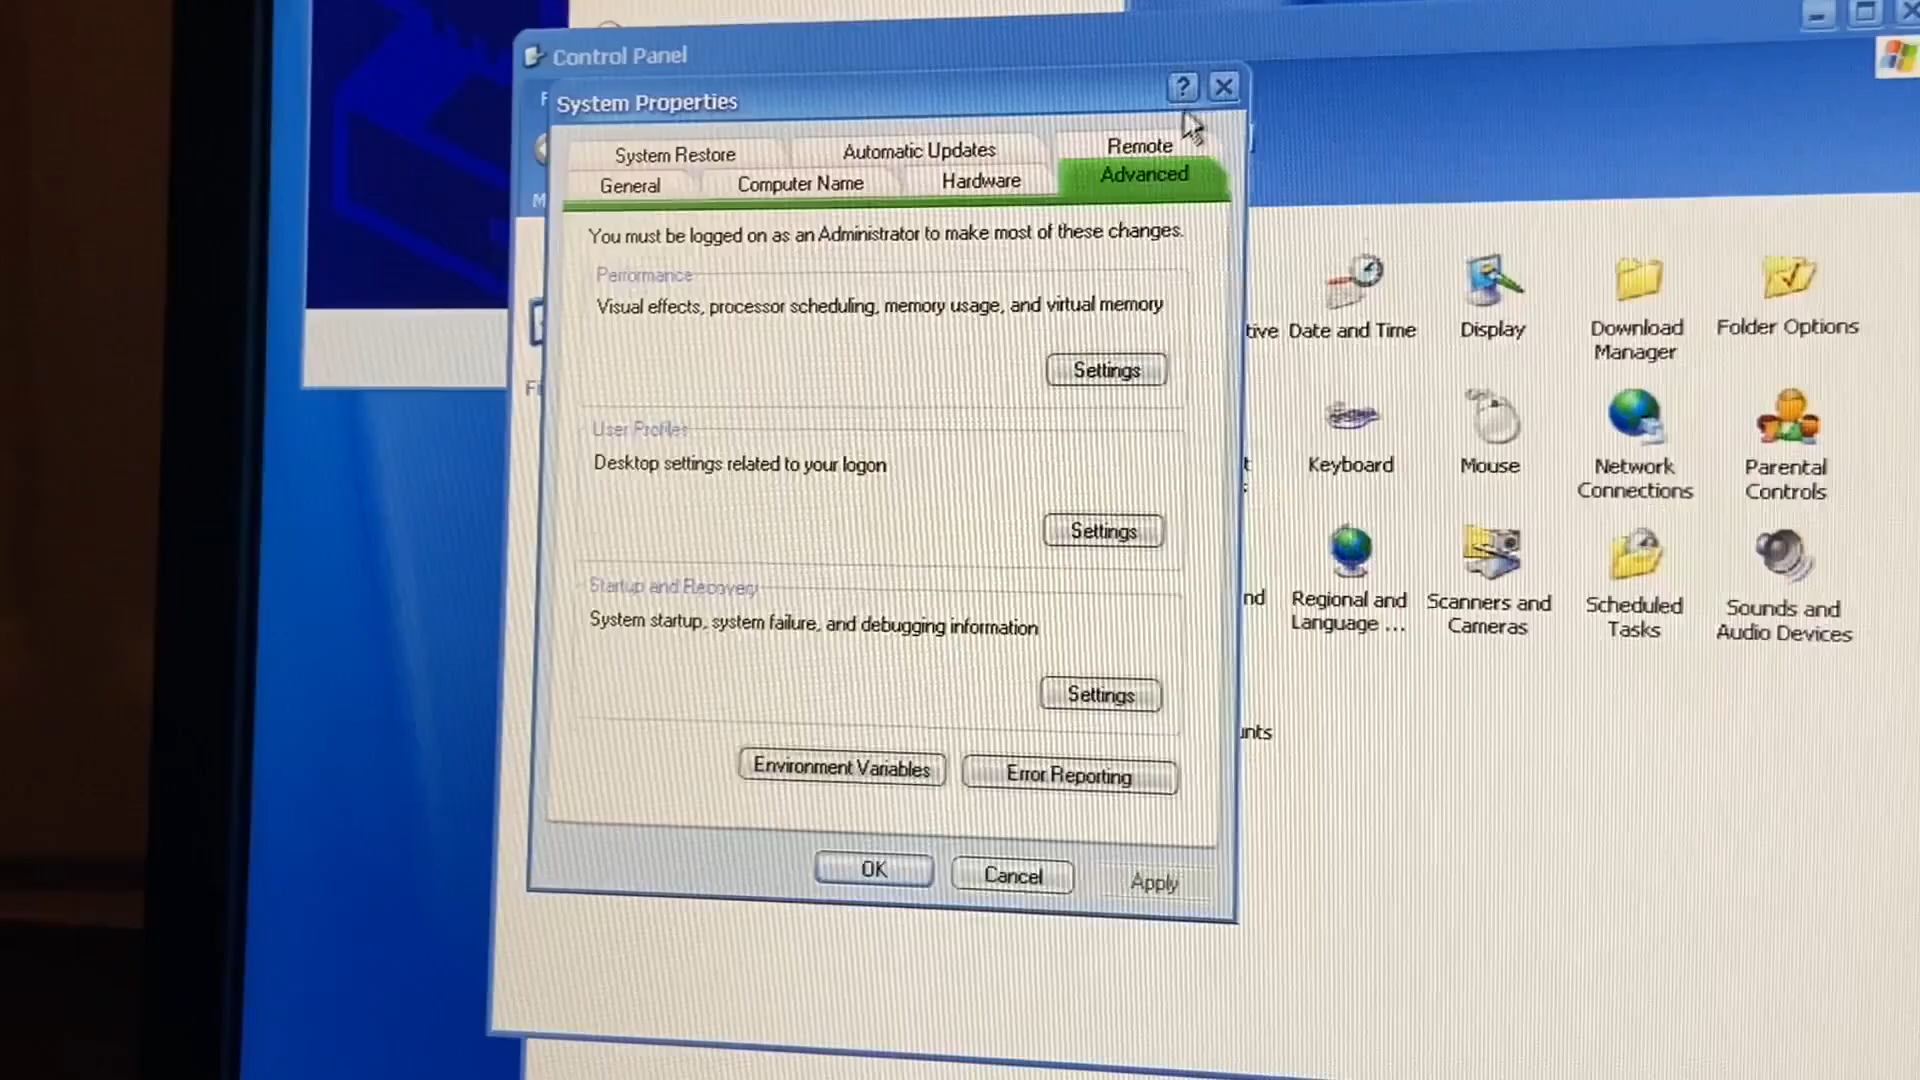 Control Panel
System Properties
System Restore
Automatic Updates
Remote
General
Computer Name
Hardware
Advanced
You must be logged on as an Administrator to make most of these changes.
Performance
Visual effects, processor scheduling, memory usage, and virtual memory
Settings
User Profiles
Desktop settings related to your logon
Settings
Startup and Recovery
System startup, system failure, and debugging information
Settings
Environment Variables
Error Reporting
OK
Cancel
Apply
Date and Time
Display
Download
Manager
Folder Options
Keyboard
Mouse
Network
Connections
Parental
Controls
Regional and
Language ...
Scanners and
Cameras
Scheduled
Tasks
Sounds and
Audio Devices